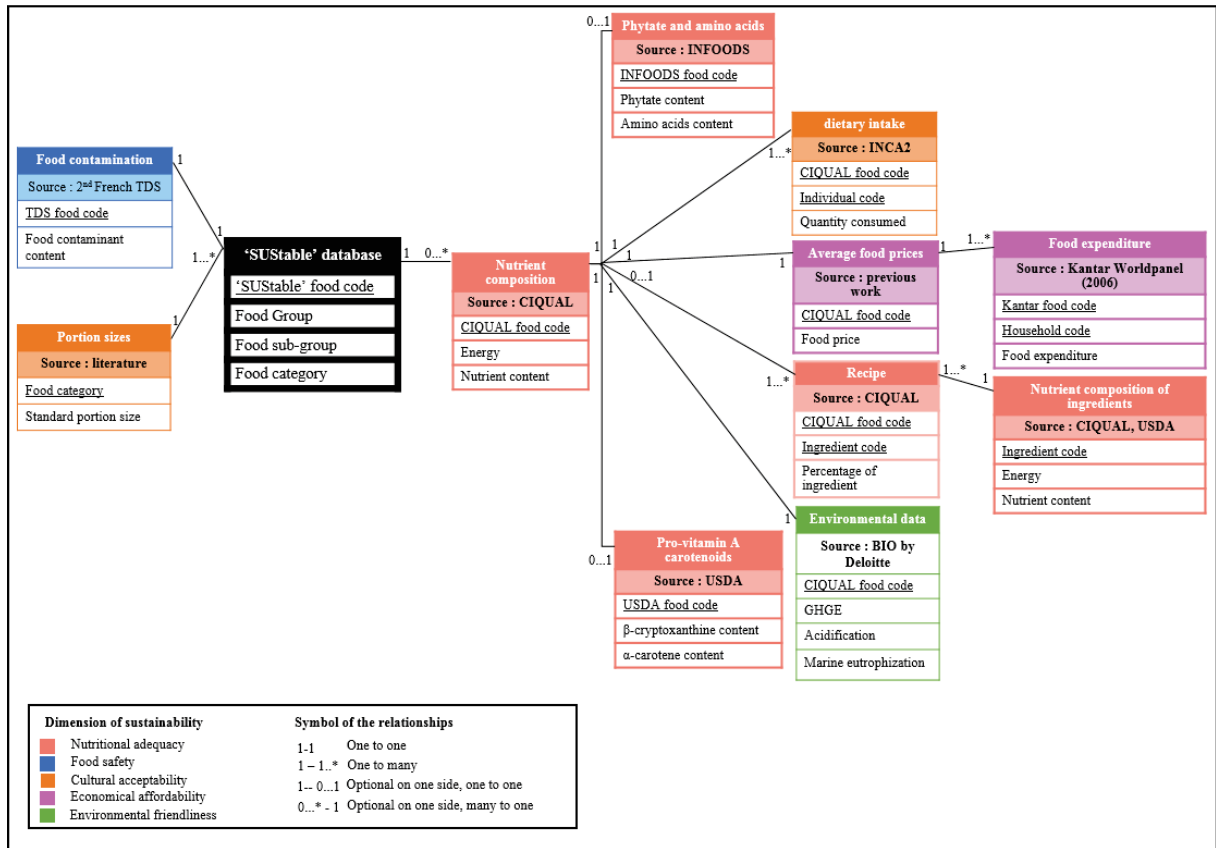 0...1
Phytate and amino acids
Source : INFOODS
INFOODS food code
Phytate content
Amino acids content
dietary intake
Source : INCA2
CIQUAL food code
Individual code
Quantity consumed
1...*
1
Food contamination
Source : 2nd French TDS
TDS food code
Food contaminant
content
1
1
1...*
‘SUStable’ database
‘SUStable’ food code
Food Group
Food sub-group
Food category
1
0...*
Nutrient
composition
Source : CIQUAL
CIQUAL food code
Energy
Nutrient content
1
1
1
1
1
0...1
1
Average food prices
Source : previous
work
CIQUAL food code
Food price
1
1...*
Food expenditure
Source : Kantar Worldpanel
(2006)
Kantar food code
Household code
Food expenditure
Portion sizes
Source : literature
Food category
Standard portion size
1
1...*
Recipe
Source : CIQUAL
CIQUAL food code
Ingredient code
Percentage of
ingredient
1...*
1
Nutrient composition of
ingredients
Source : CIQUAL, USDA
Ingredient code
Energy
Nutrient content
0...1
Pro-vitamin A
carotenoids
Source : USDA
USDA food code
β-cryptoxanthine content
α-carotene content
1
Environmental data
Source : BIO by
Deloitte
CIQUAL food code
GHGE
Acidification
Marine eutrophization
Dimension of sustainability
Nutritional adequacy
Food safety
Cultural acceptability
Economical affordability
Environmental friendliness
Symbol of the relationships
1-1 One to one
1 – 1..* One to many
1-- 0...1 Optional on one side, one to one
0...* - 1 Optional on one side, many to one